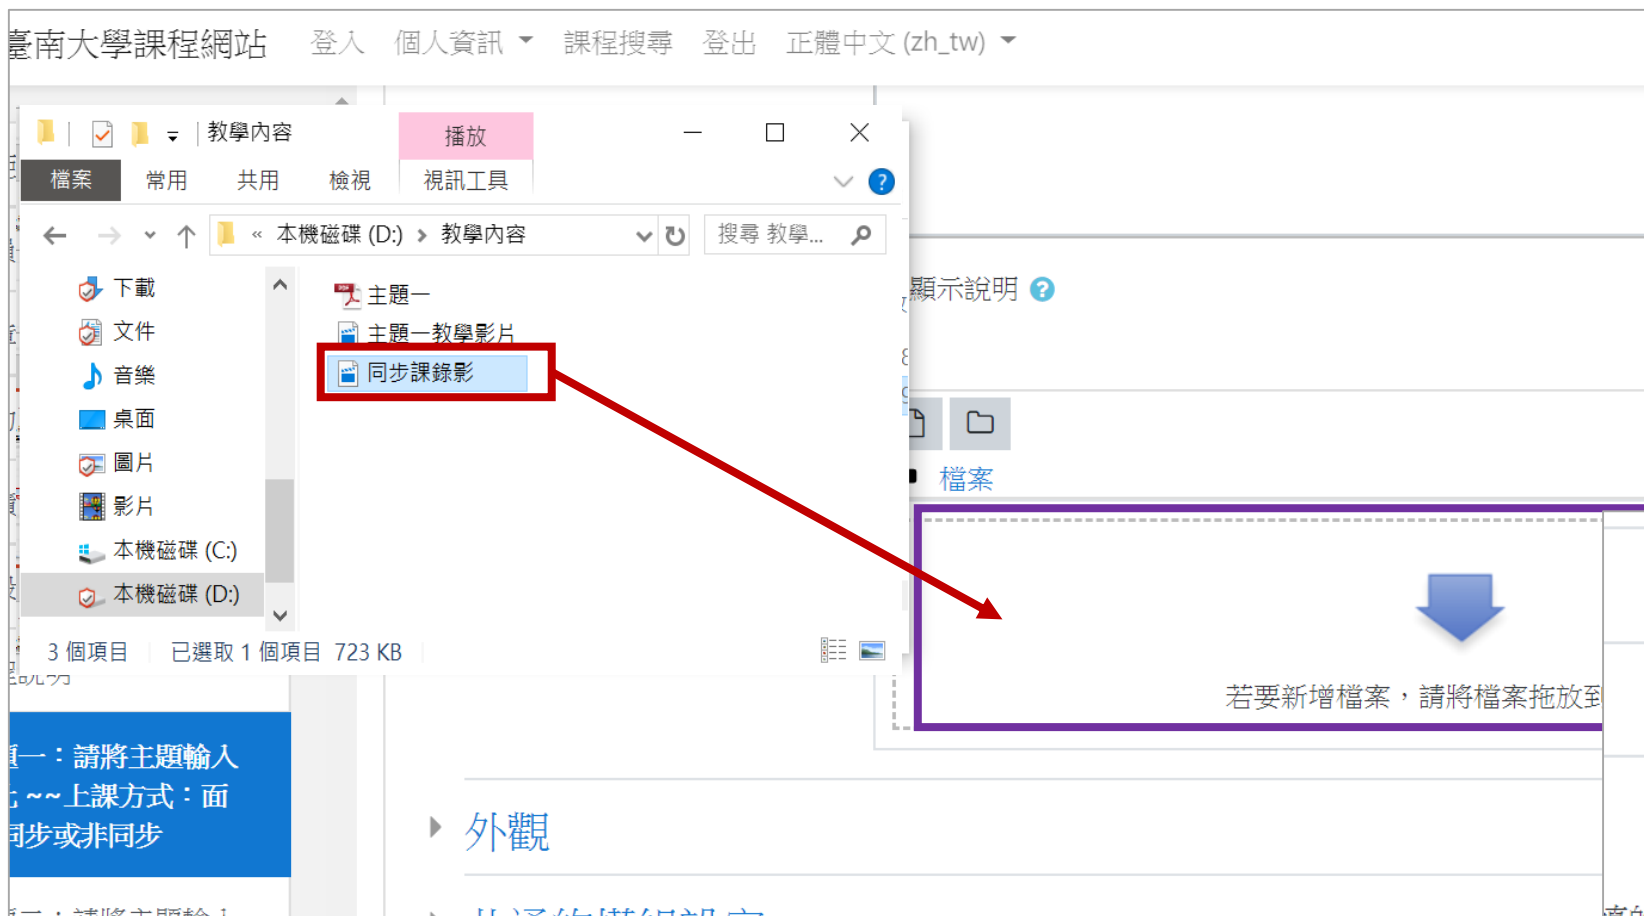 臺南大學課程網站 登入 個人資訊 課程搜尋 登出 正體中文 (zh_tw)
教學內容 播放
檔案 常用 共用 檢視 視訊工具
« 本機磁碟 (D:) 教學內容 搜尋 教學...
下載
文件
音樂
桌面
圖片
影片
本機磁碟 (C:)
本機磁碟 (D:)
主題一
主題一教學影片
同步課錄影
3 個項目 已選取 1 個項目 723 KB
顯示說明
檔案
若要新增檔案，請將檔案拖放到
一：請將主題輸入
~~上課方式：面
同步或非同步
外觀